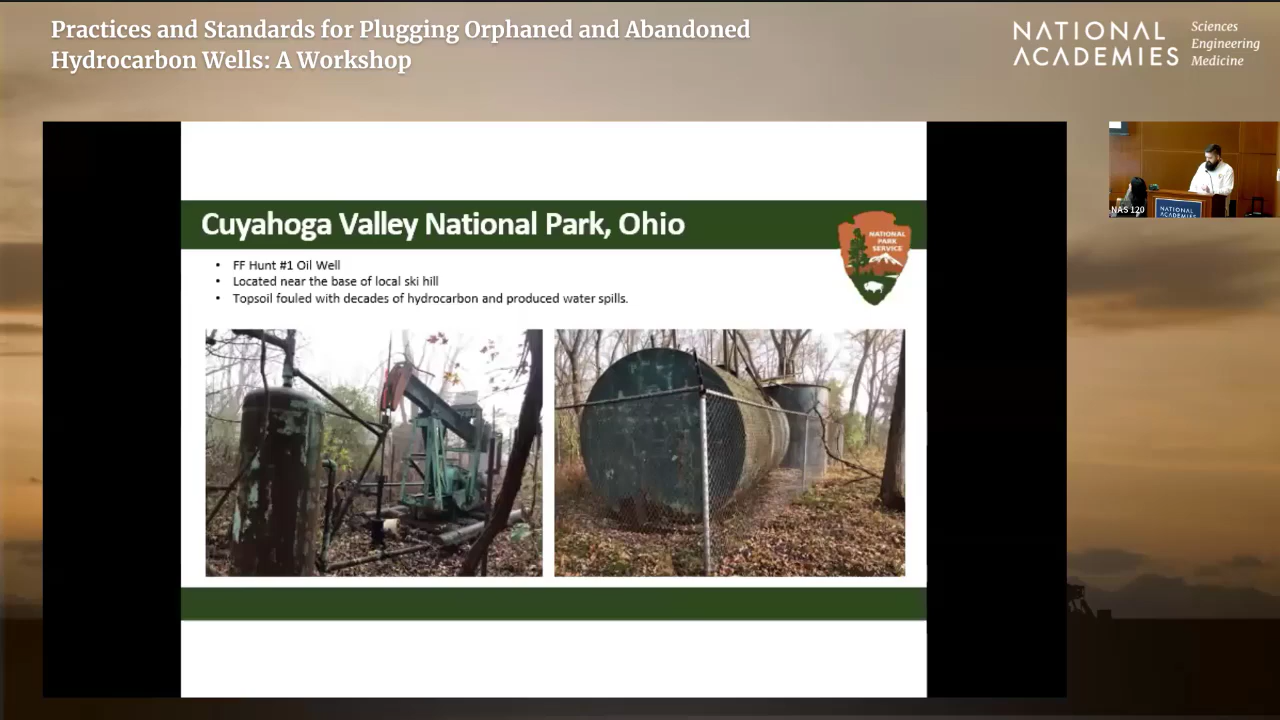 Practices and Standards for Plugging Orphaned and Abandoned
Hydrocarbon Wells: A Workshop
NATIONAL
ACADEMIES
Sciences
Engineering
Medicine
Cuyahoga Valley National Park, Ohio
NATIONAL
PARK
SERVICE
• FF Hunt #1 Oil Well
• Located near the base of local ski hill
• Topsoil fouled with decades of hydrocarbon and produced water spills.
NAS 120
NATIONAL
ACADEMIES